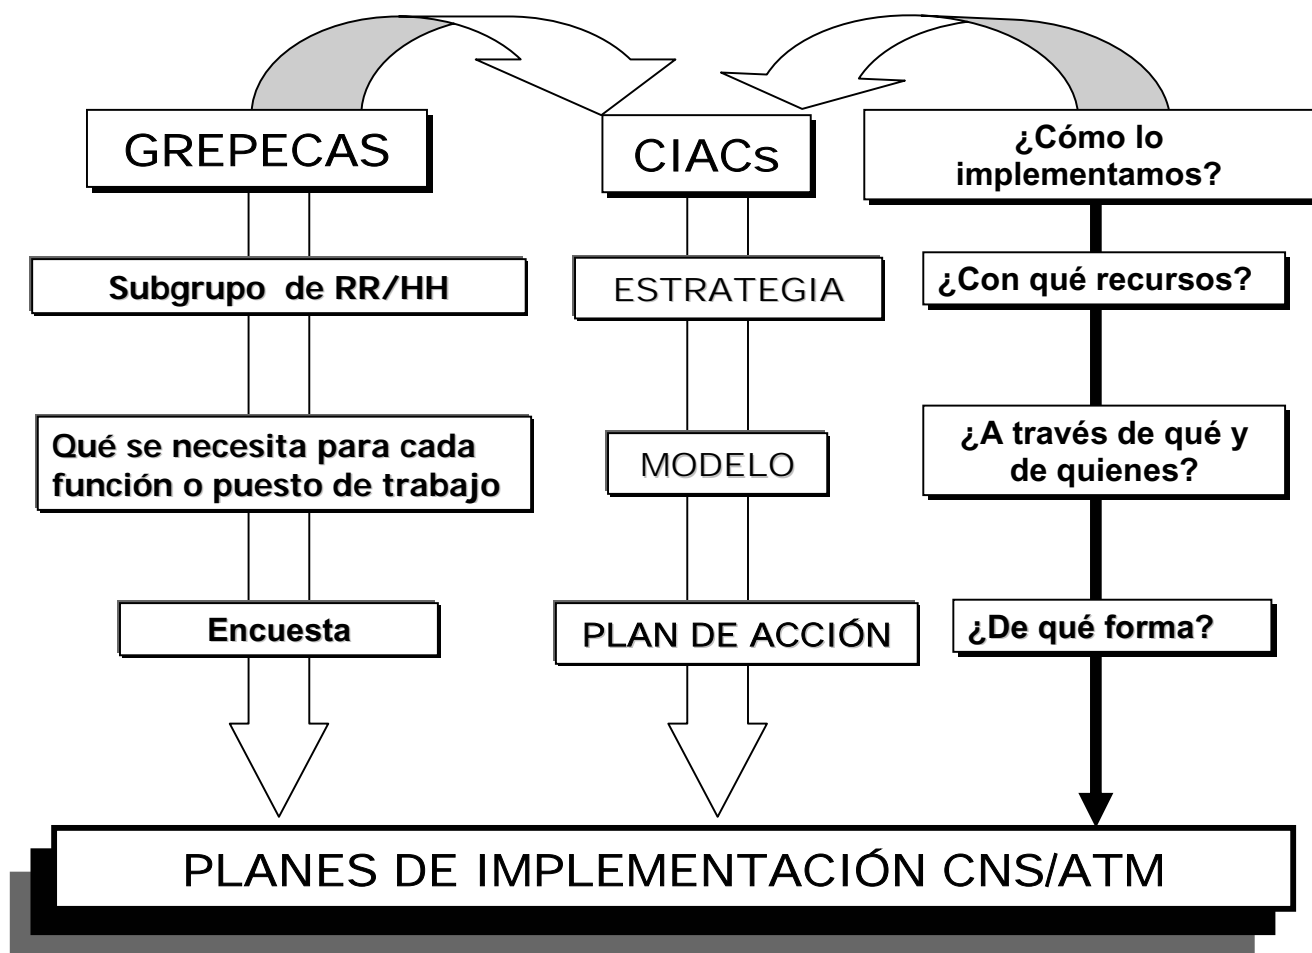 GREPECAS
Subgrupo de RR/HH
Qué se necesita para cada
función o puesto de trabajo
Encuesta
CIACs
ESTRATEGIA
MODELO
PLAN DE ACCIÓN
¿Cómo lo
implementamos?
¿Con qué recursos?
¿A través de qué y
de quienes?
¿De qué forma?
PLANES DE IMPLEMENTACIÓN CNS/ATM